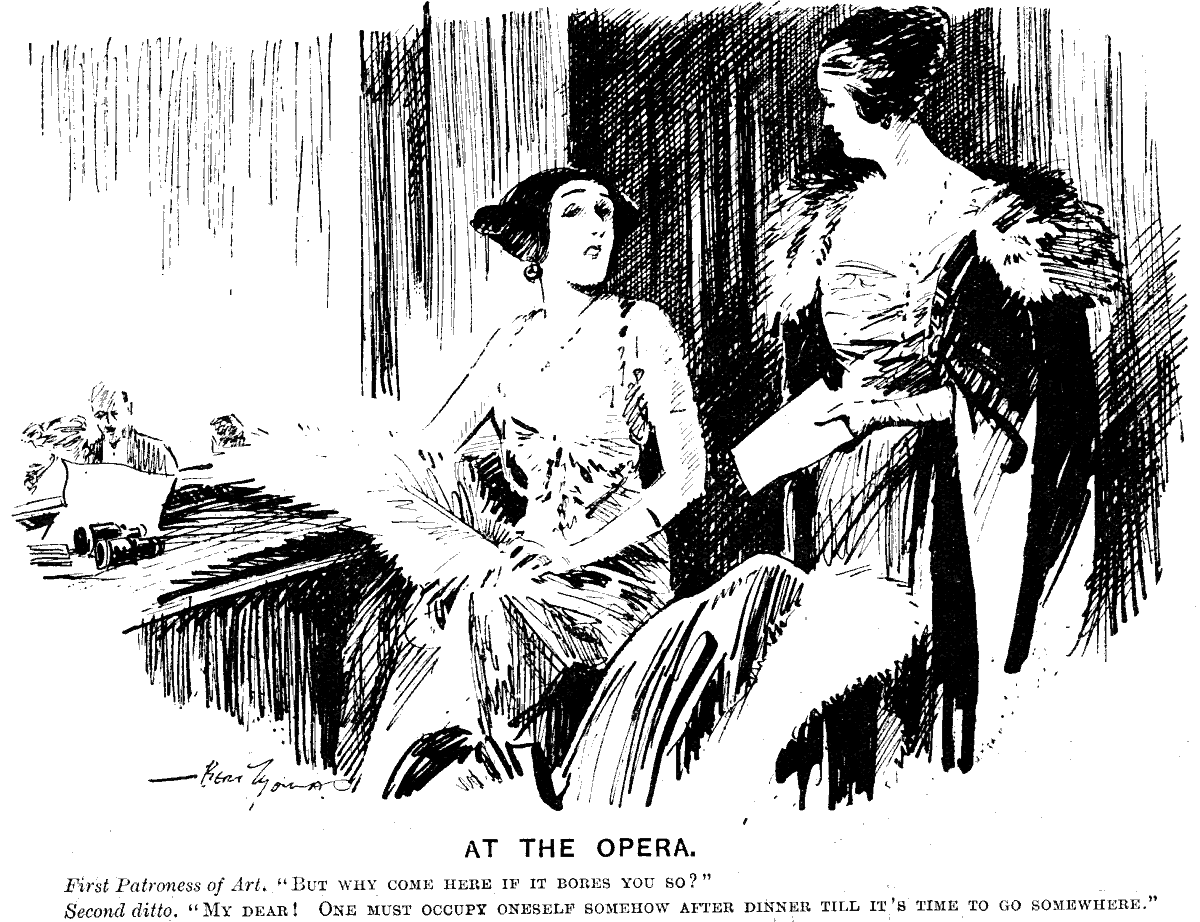 AT THE OPERA.
First Patroness of Art. "BUT WHY COME HERE IF IT BORES YOU SO?"
Second ditto. "MY DEAR! ONE MUST OCCUPY ONESELF SOMEHOW AFTER DINNER TILL IT'S TIME TO GO SOMEWHERE."